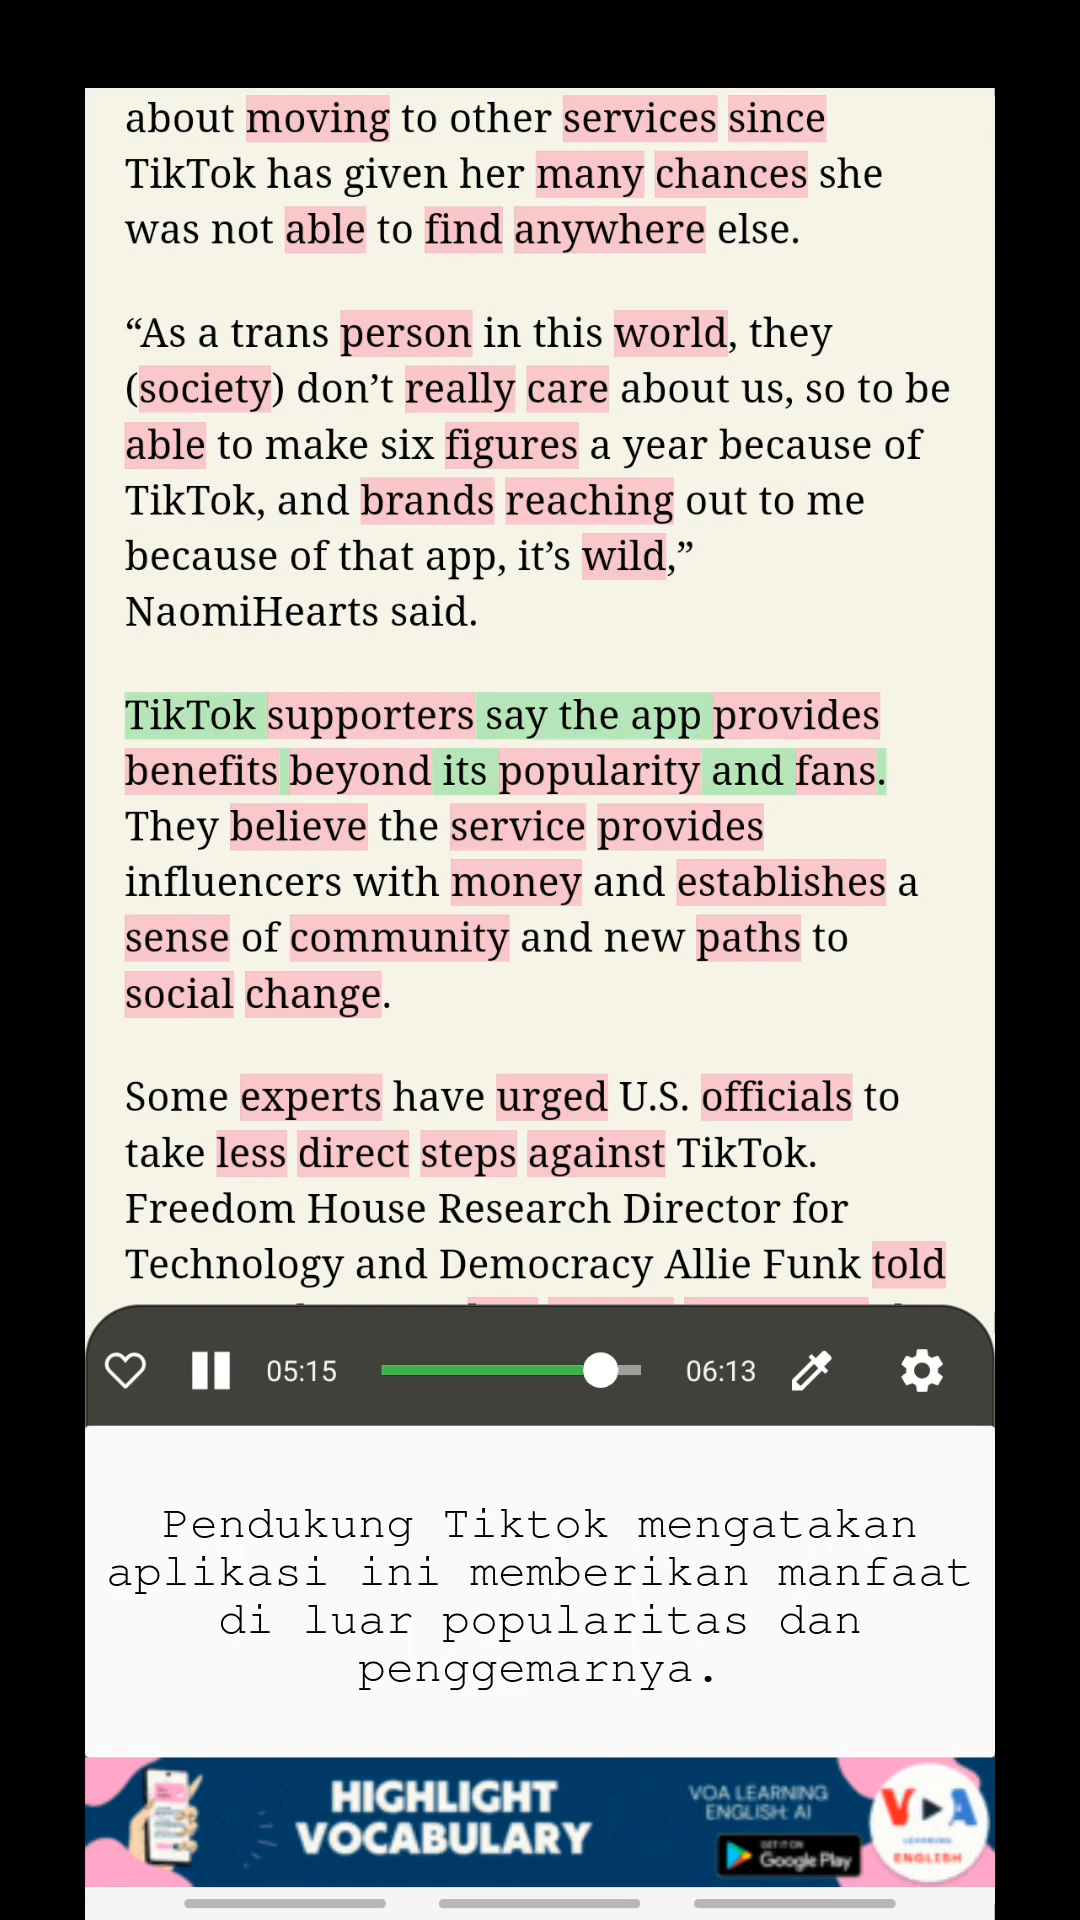 about moving to other services since
TikTok has given her many chances she
was not able to find anywhere else.
“As a trans person in this world, they
(society) don’t really care about us, so to be
able to make six figures a year because of
TikTok, and brands reaching out to me
because of that app, it’s wild,”
NaomiHearts said.
TikTok supporters say the app provides
benefits beyond its popularity and fans.
They believe the service provides
influencers with money and establishes a
sense of community and new paths to
social change.
Some experts have urged U.S. officials to
take less direct steps against TikTok.
Freedom House Research Director for
Technology and Democracy Allie Funk told
05:15
06:13
Pendukung Tiktok mengatakan
aplikasi ini memberikan manfaat
di luar popularitas dan
penggemarnya.
HIGHLIGHT
VOCABULARY
VOA LEARNING
ENGLISH: AI
GET IT ON
Google Play
VOA
LEARNING
ENGLISH